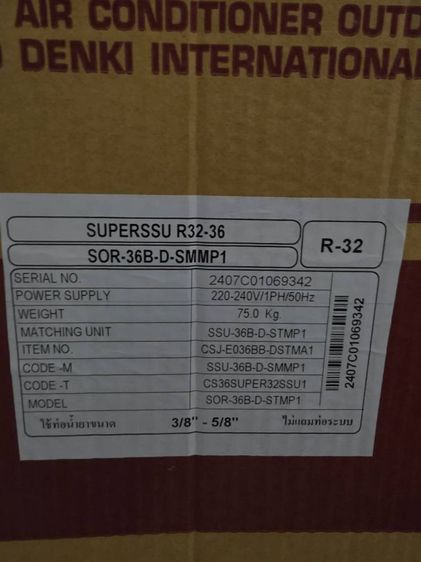 AIR CONDITIONER OUTD
DENKI INTERNATIONAL
SUPERSSU R32-36
SOR-36B-D-SMMP1
R-32
SERIAL NO. 2407C01069342
POWER SUPPLY 220-240V/1PH/50Hz
WEIGHT 75.0 Kg.
MATCHING UNIT SSU-36B-D-STMP1
ITEM NO. CSJ-E036BB-DSTMA1
CODE -M SSU-36B-D-SMMP1
CODE -T CS36SUPER32SSU1
MODEL SOR-36B-D-STMP1
2407C01069342
ใช้ท่อน้ำยาขนาด 3/8" - 5/8" ไม่แถมท่อระบบ